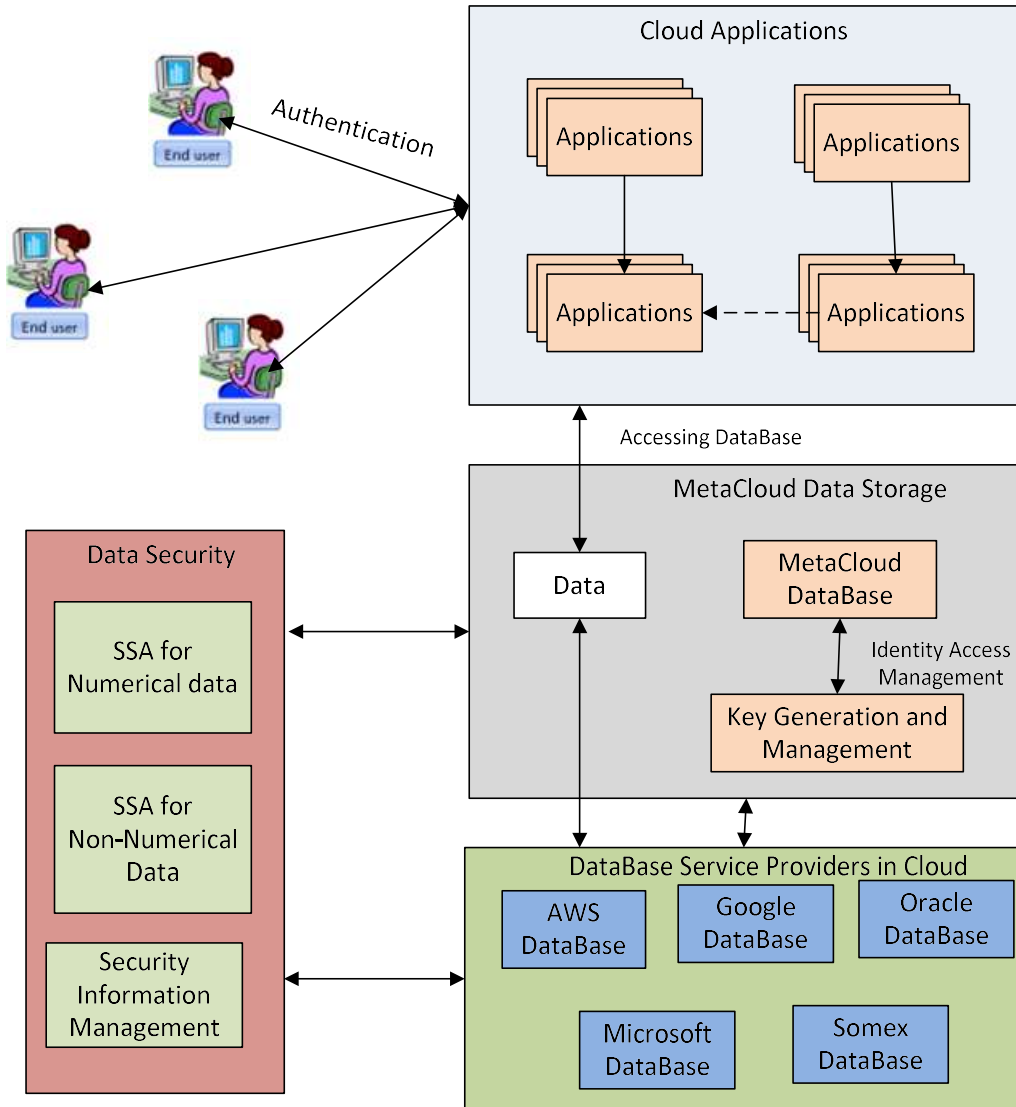 Cloud Applications
Authentication
End user
End user
End user
Applications
Applications
Applications
Applications
Accessing DataBase
MetaCloud Data Storage
Data
MetaCloud
DataBase
Identity Access
Management
Key Generation and
Management
Data Security
SSA for
Numerical data
SSA for
Non-Numerical
Data
Security
Information
Management
DataBase Service Providers in Cloud
AWS
DataBase
Google
DataBase
Oracle
DataBase
Microsoft
DataBase
Somex
DataBase